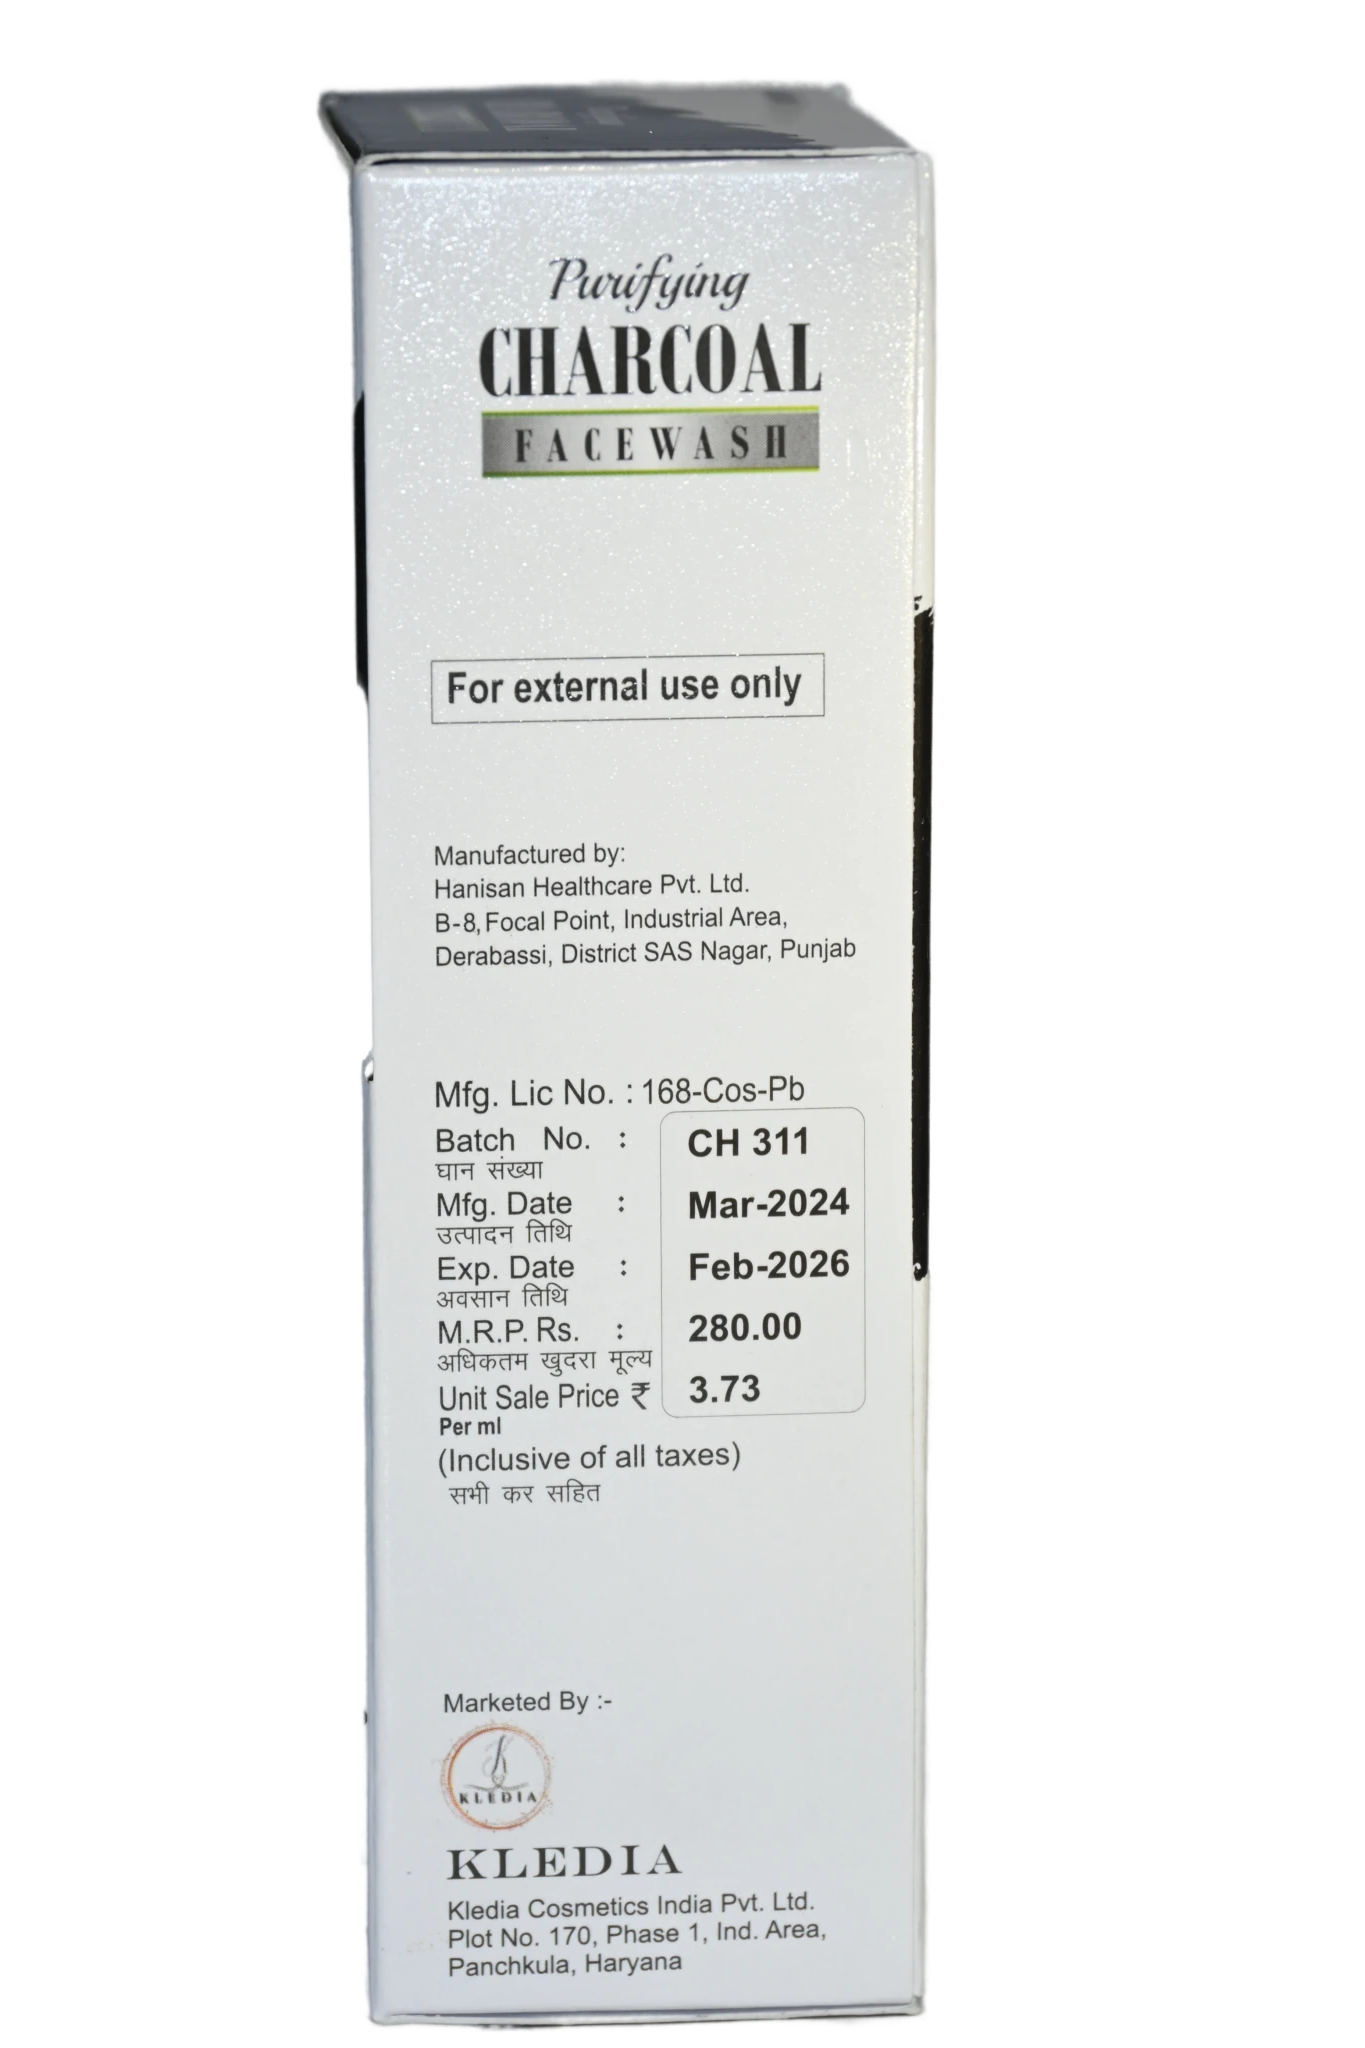 Purifying
CHARCOAL
FACEWASH
For external use only
Manufactured by:
Hanisan Healthcare Pvt. Ltd.
B-8, Focal Point, Industrial Area,
Derabassi, District SAS Nagar, Punjab
Mfg. Lic No. : 168-Cos-Pb
Batch No. : CH 311
घान संख्या
Mfg. Date : Mar-2024
उत्पादन तिथि
Exp. Date : Feb-2026
अवसान तिथि
M.R.P. Rs. : 280.00
अधिकतम खुदरा मूल्य
Unit Sale Price ₹ 3.73
Per ml
(Inclusive of all taxes)
सभी कर सहित
Marketed By :-
KLEDIA
KLEDIA
Kledia Cosmetics India Pvt. Ltd.
Plot No. 170, Phase 1, Ind. Area,
Panchkula, Haryana